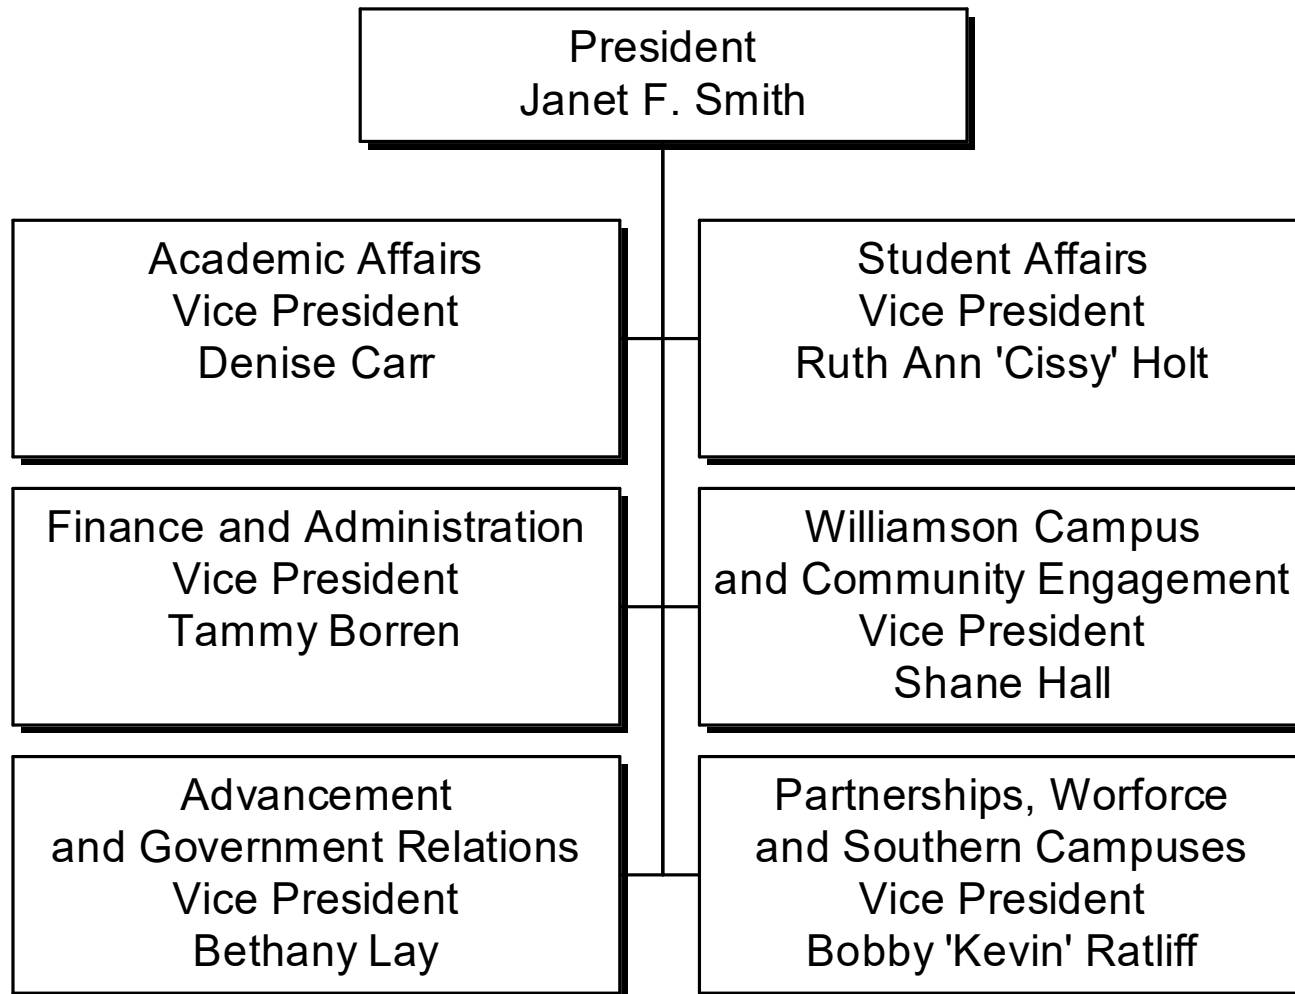 President
Janet F. Smith
Academic Affairs
Vice President
Denise Carr
Student Affairs
Vice President
Ruth Ann 'Cissy' Holt
Finance and Administration
Vice President
Tammy Borren
Williamson Campus
and Community Engagement
Vice President
Shane Hall
Advancement
and Government Relations
Vice President
Bethany Lay
Partnerships, Worforce
and Southern Campuses
Vice President
Bobby 'Kevin' Ratliff